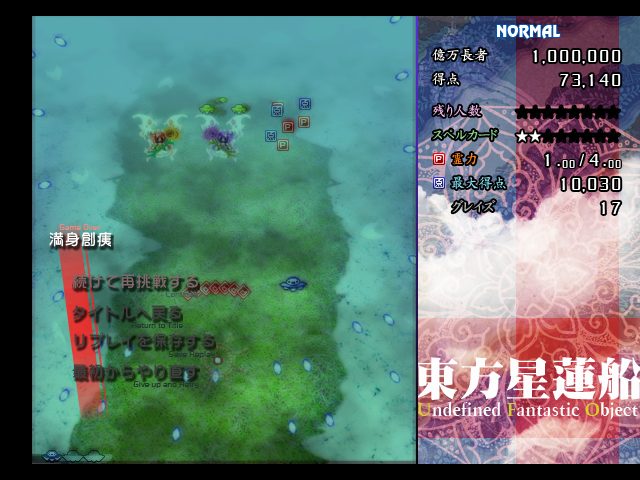 NORMAL
億万長者 1,000,000
得点 73,140
残り人数
スペルカード
P 霊力 1.00/4.00
最大得点 10,030
グレイズ 17
Game Over
満身創痍
続けて再挑戦する
タイトルへ戻る
Return to Title
リプレイを保存する
Save Replay
最初からやり直す
Give up and Retry
東方星蓮船
Undefined Fantastic Object